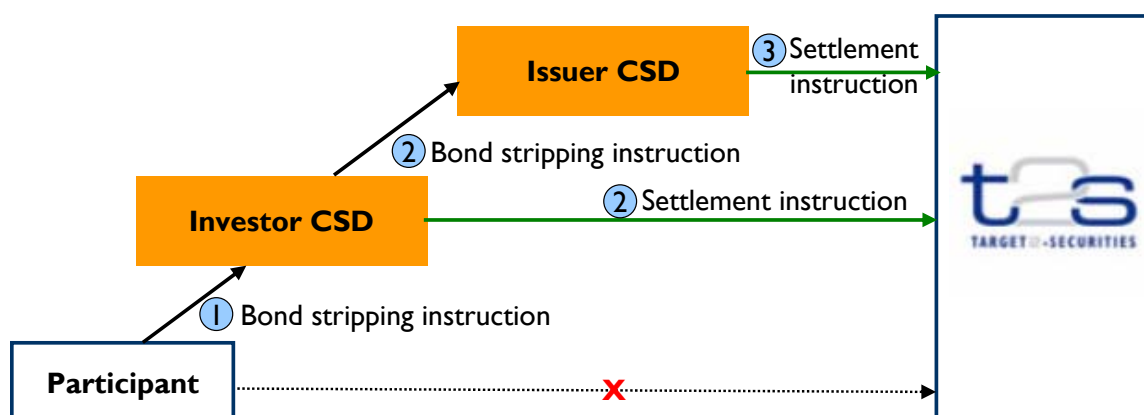 3 Settlement
instruction
Issuer CSD
2 Bond stripping instruction
2 Settlement instruction
Investor CSD
t2s
TARGET2-SECURITIES
1 Bond stripping instruction
Participant
X